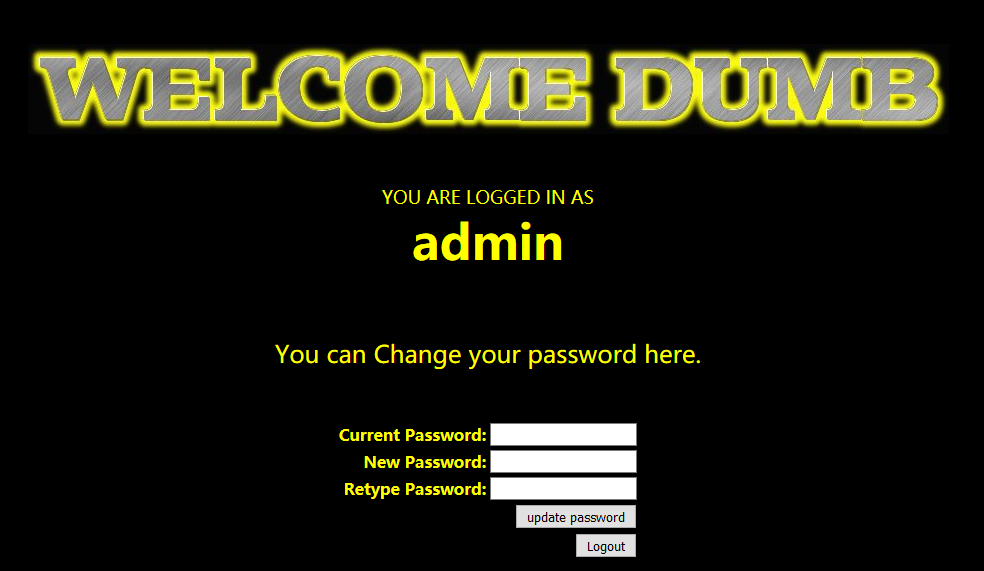 WELCOME DUMB
YOU ARE LOGGED IN AS
admin
You can Change your password here.
Current Password:
New Password:
Retype Password:
update password
Logout